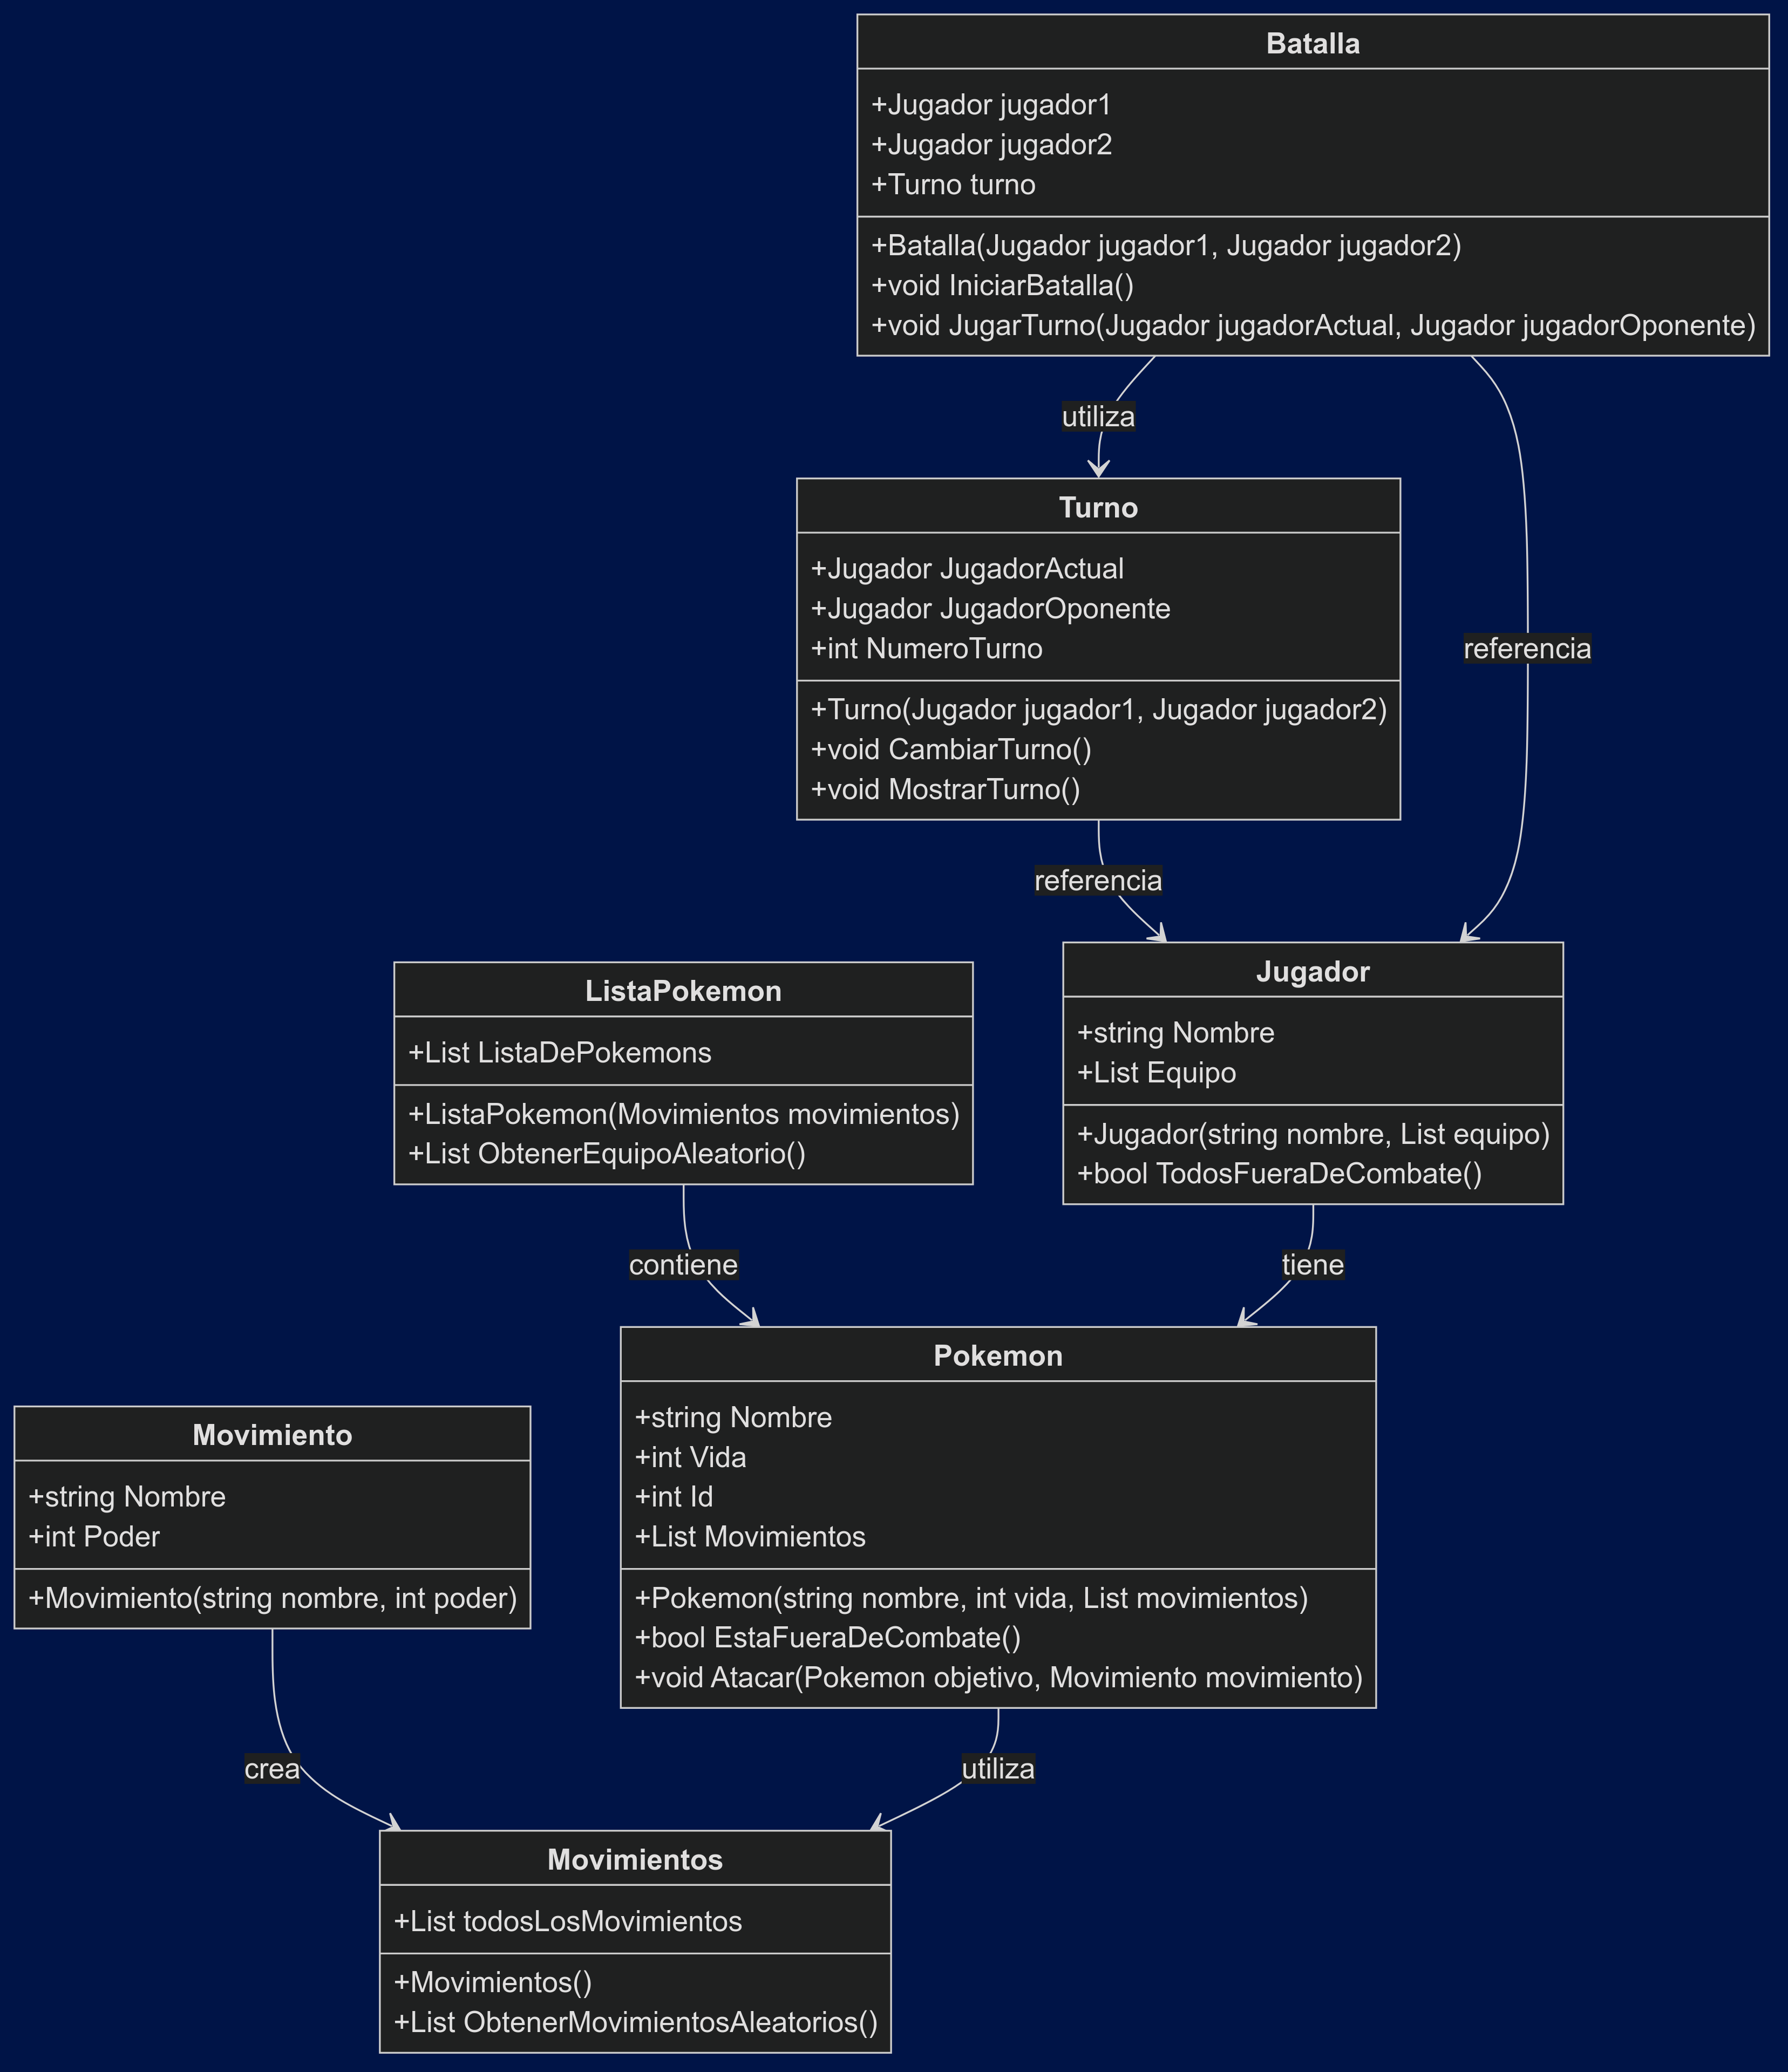 Batalla
+Jugador jugador1
+Jugador jugador2
+Turno turno
+Batalla(Jugador jugador1, Jugador jugador2)
+void IniciarBatalla()
+void JugarTurno(Jugador jugadorActual, Jugador jugadorOponente)
utiliza
referencia
Turno
+Jugador JugadorActual
+Jugador JugadorOponente
+int NumeroTurno
+Turno(Jugador jugador1, Jugador jugador2)
+void CambiarTurno()
+void MostrarTurno()
referencia
ListaPokemon
+List ListaDePokemons
+ListaPokemon(Movimientos movimientos)
+List ObtenerEquipoAleatorio()
Jugador
+string Nombre
+List Equipo
+Jugador(string nombre, List equipo)
+bool TodosFueraDeCombate()
contiene
tiene
Pokemon
+string Nombre
+int Vida
+int Id
+List Movimientos
+Pokemon(string nombre, int vida, List movimientos)
+bool EstaFueraDeCombate()
+void Atacar(Pokemon objetivo, Movimiento movimiento)
Movimiento
+string Nombre
+int Poder
+Movimiento(string nombre, int poder)
crea
utiliza
Movimientos
+List todosLosMovimientos
+Movimientos()
+List ObtenerMovimientosAleatorios()